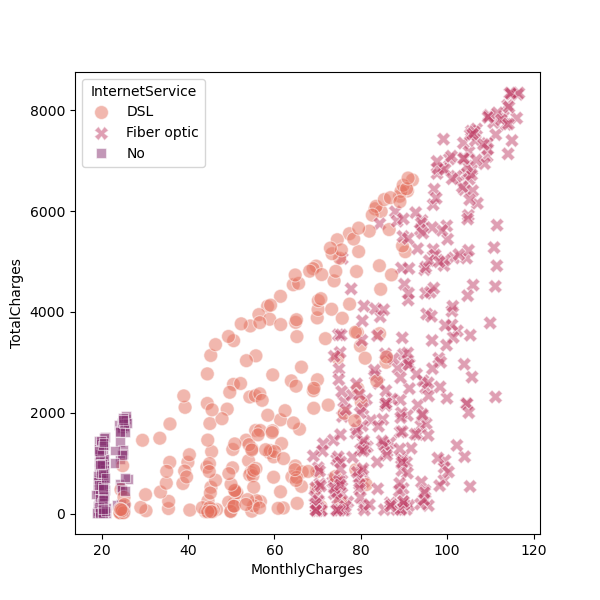 InternetService
DSL
Fiber optic
No
8000
6000
4000
2000
0
TotalCharges
20
40
60
80
100
120
MonthlyCharges